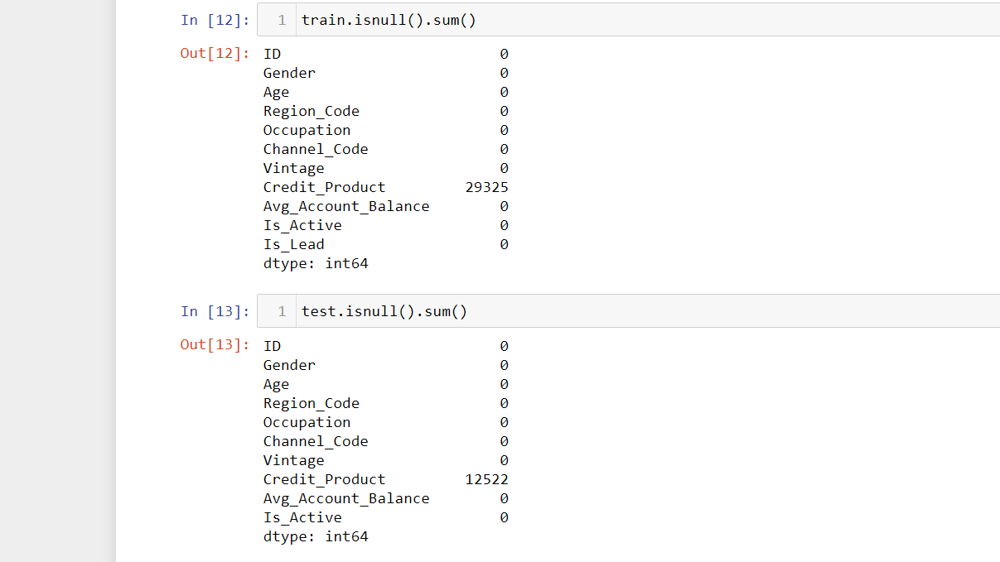 In [12]: 1 train.isnull().sum()
Out[12]: ID 0
Gender 0
Age 0
Region_Code 0
Occupation 0
Channel_Code 0
Vintage 0
Credit_Product 29325
Avg_Account_Balance 0
Is_Active 0
Is_Lead 0
dtype: int64
In [13]: 1 test.isnull().sum()
Out[13]: ID 0
Gender 0
Age 0
Region_Code 0
Occupation 0
Channel_Code 0
Vintage 0
Credit_Product 12522
Avg_Account_Balance 0
Is_Active 0
dtype: int64